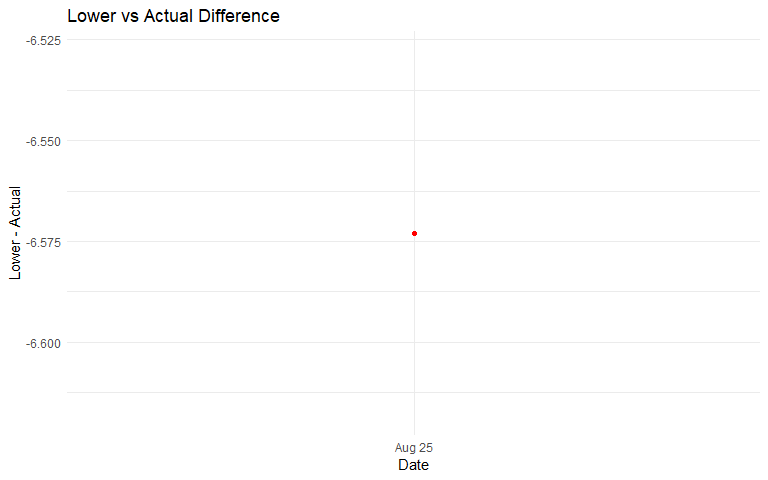 Lower vs Actual Difference
-6.525
-6.550
-6.575
-6.600
Lower - Actual
Aug 25
Date